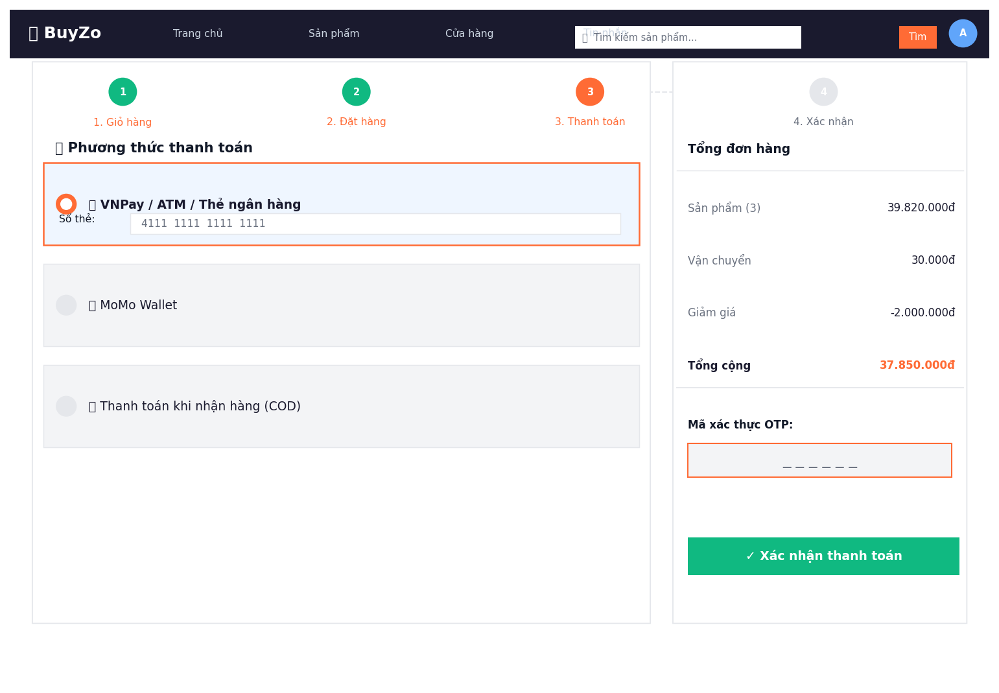 BuyZo
Trang chủ
Sản phẩm
Cửa hàng
Tin nhắn
Tìm kiếm sản phẩm...
Tìm
A
1
2
3
4
1. Giỏ hàng
2. Đặt hàng
3. Thanh toán
4. Xác nhận
Phương thức thanh toán
VNPay / ATM / Thẻ ngân hàng
Số thẻ:
4111 1111 1111 1111
MoMo Wallet
Thanh toán khi nhận hàng (COD)
Tổng đơn hàng
Sản phẩm (3) 39.820.000đ
Vận chuyển 30.000đ
Giảm giá -2.000.000đ
Tổng cộng 37.850.000đ
Mã xác thực OTP:
_ _ _ _ _ _
✓ Xác nhận thanh toán